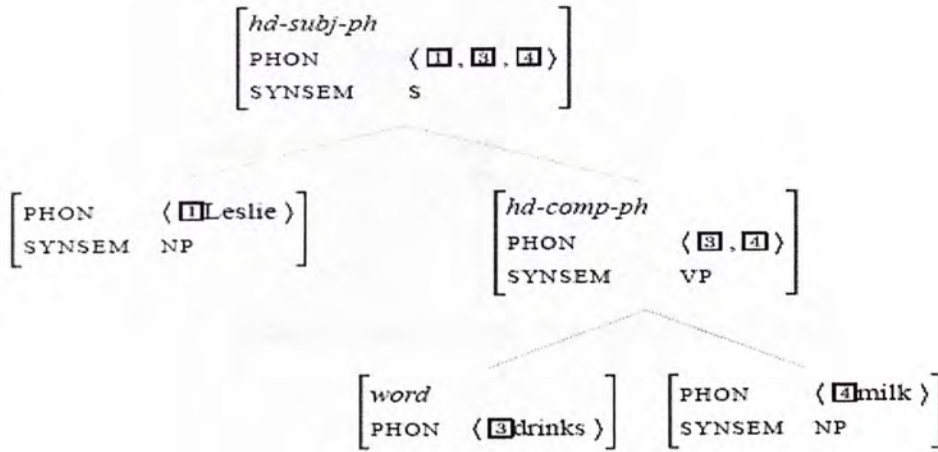 hd-subj-ph
PHON ⟨ 1 , 3 , 4 ⟩
SYNSEM S
PHON ⟨ 1 Leslie ⟩
SYNSEM NP
hd-comp-ph
PHON ⟨ 3 , 4 ⟩
SYNSEM VP
word
PHON ⟨ 3 drinks ⟩
PHON ⟨ 4 milk ⟩
SYNSEM NP